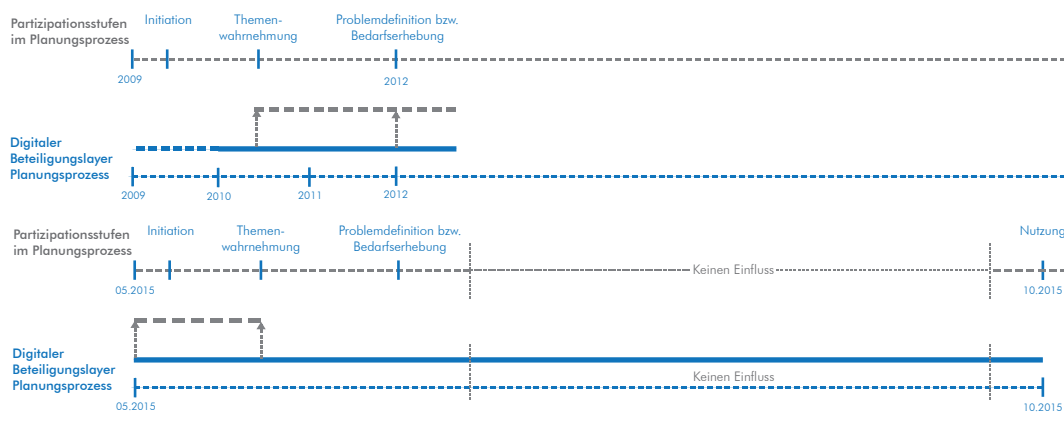 Partizipationsstufen
im Planungsprozess
Initiation
Themen-
wahrnehmung
Problemdefinition bzw.
Bedarfserhebung
2009
2012
Digitaler
Beteiligungslayer
Planungsprozess
2009
2010
2011
2012
Partizipationsstufen
im Planungsprozess
Initiation
Themen-
wahrnehmung
Problemdefinition bzw.
Bedarfserhebung
Nutzung
Keinen Einfluss
05.2015
10.2015
Digitaler
Beteiligungslayer
Planungsprozess
Keinen Einfluss
05.2015
10.2015